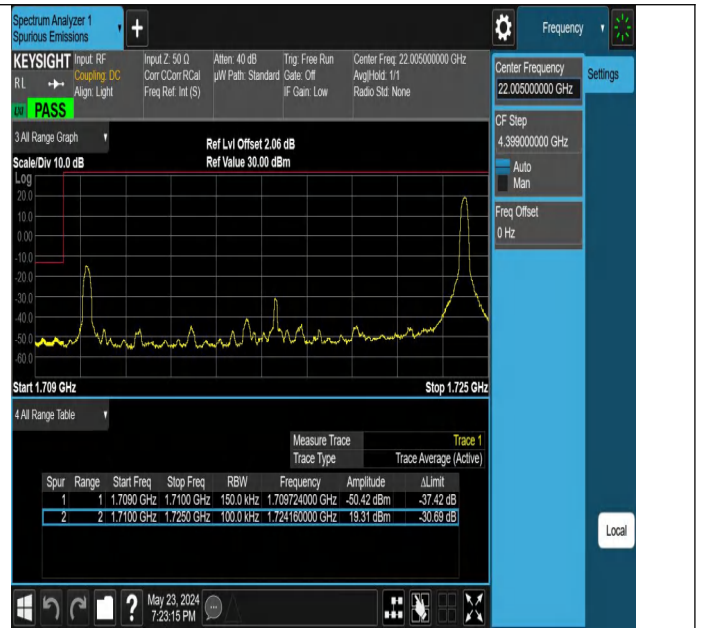 Spectrum Analyzer 1
Spurious Emissions
Frequency
KEYSIGHT Input: RF Input Z: 50 Ω Atten: 40 dB Trig: Free Run Center Freq: 22.005000000 GHz
RL Coupling: DC Corr CCorr RCal µW Path: Standard Gate: Off Avg|Hold: 1/1
Align: Light Freq Ref: Int (S) IF Gain: Low Radio Std: None
PASS
Center Frequency
22.005000000 GHz
Settings
CF Step
4.399000000 GHz
Auto
Man
Freq Offset
0 Hz
3 All Range Graph
Ref Lvl Offset 2.06 dB
Scale/Div 10.0 dB Ref Value 30.00 dBm
Log
20.0
10.0
0.00
-10.0
-20.0
-30.0
-40.0
-50.0
-60.0
Start 1.709 GHz Stop 1.725 GHz
4 All Range Table
Measure Trace Trace 1
Trace Type Trace Average (Active)
Spur Range Start Freq Stop Freq RBW Frequency Amplitude ΔLimit
1 1 1.7090 GHz 1.7100 GHz 150.0 kHz 1.709724000 GHz -50.42 dBm -37.42 dB
2 2 1.7100 GHz 1.7250 GHz 100.0 kHz 1.724160000 GHz 19.31 dBm -30.69 dB
Local
May 23, 2024
7:23:15 PM